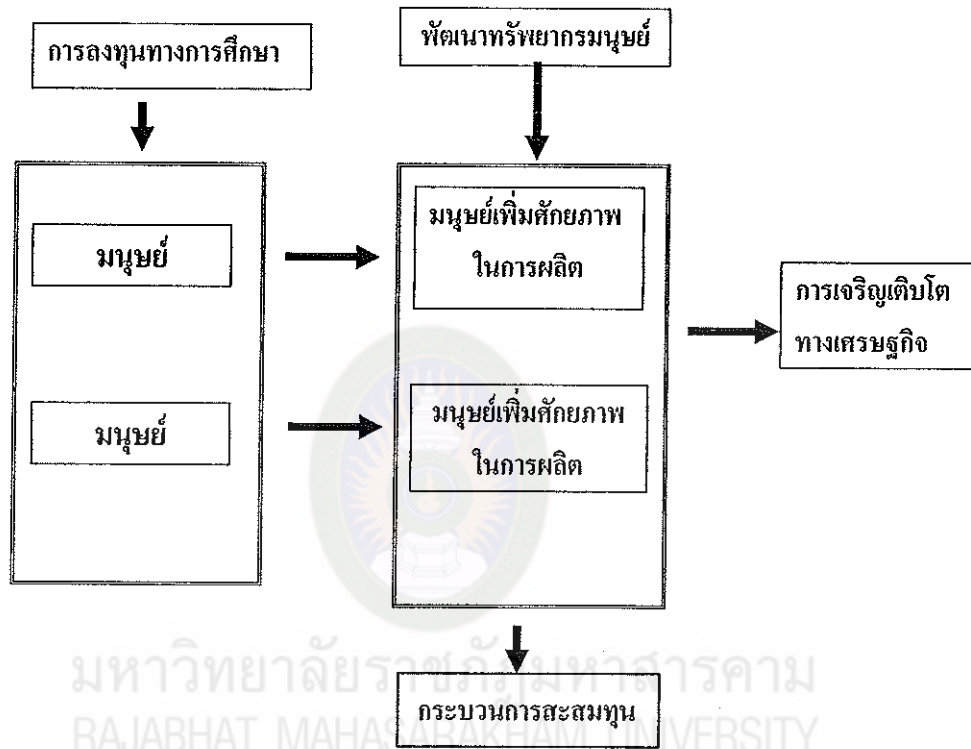 การลงทุนทางการศึกษา
พัฒนาทรัพยากรมนุษย์
มนุษย์
มนุษย์เพิ่มศักยภาพ
ในการผลิต
การเจริญเติบโต
ทางเศรษฐกิจ
มนุษย์
มนุษย์เพิ่มศักยภาพ
ในการผลิต
มหาวิทยาลัยราชภัฏมหาสารคาม
กระบวนการสะสมทุน
RAJABHAT MAHASARAKHAM UNIVERSITY